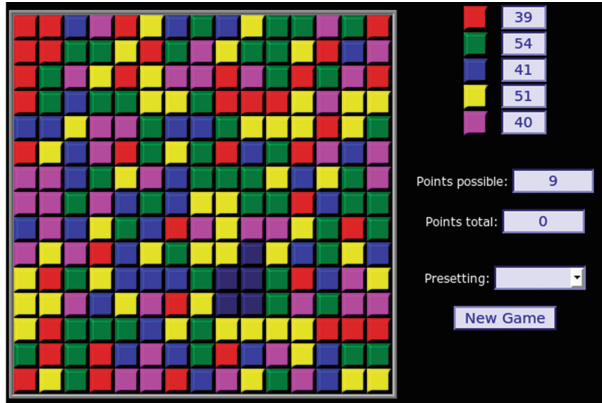 39
54
41
51
40
Points possible: 9
Points total: 0
Presetting:
New Game